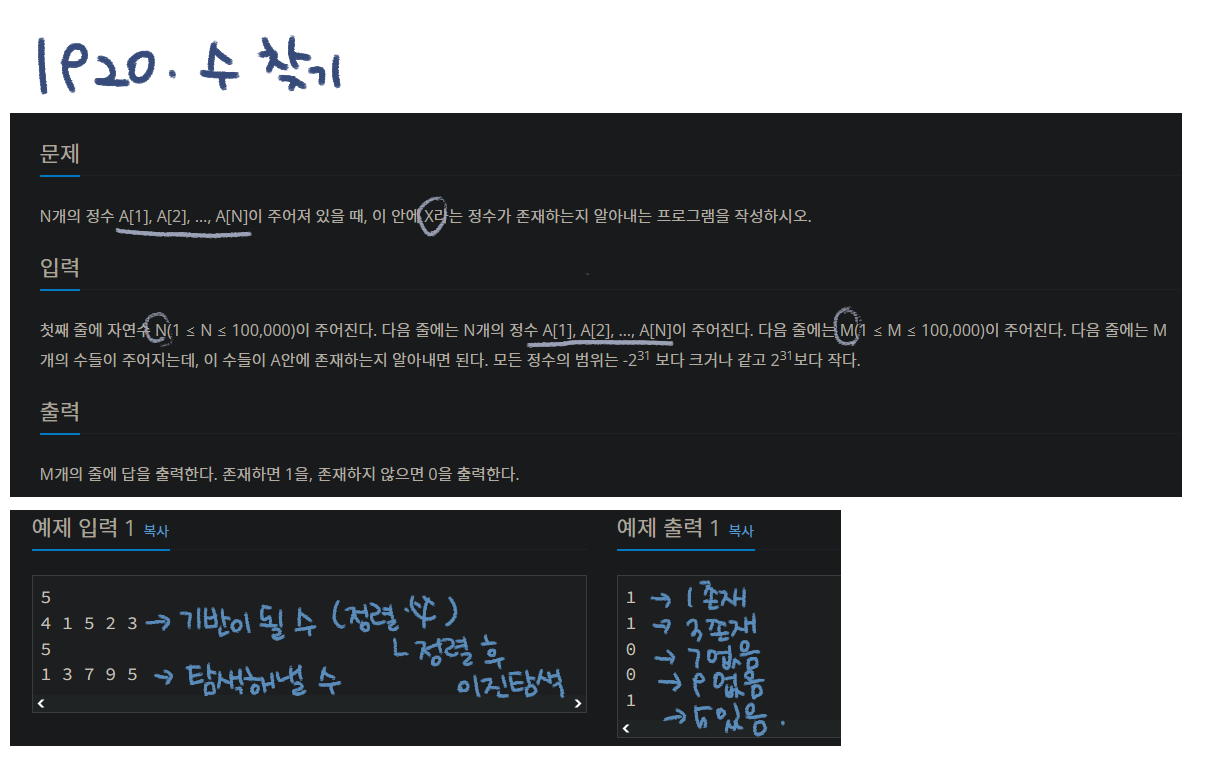 1920. 수 찾기
문제
N개의 정수 A[1], A[2], …, A[N]이 주어져 있을 때, 이 안에 X라는 정수가 존재하는지 알아내는 프로그램을 작성하시오.
입력
첫째 줄에 자연수 N(1 ≤ N ≤ 100,000)이 주어진다. 다음 줄에는 N개의 정수 A[1], A[2], …, A[N]이 주어진다. 다음 줄에는 M(1 ≤ M ≤ 100,000)이 주어진다. 다음 줄에는 M
개의 수들이 주어지는데, 이 수들이 A안에 존재하는지 알아내면 된다. 모든 정수의 범위는 -2³¹ 보다 크거나 같고 2³¹보다 작다.
출력
M개의 줄에 답을 출력한다. 존재하면 1을, 존재하지 않으면 0을 출력한다.
예제 입력 1 복사
5
4 1 5 2 3 → 기반이 될 수 (정렬
5
ㄴ 정렬 후
1 3 7 9 5 → 탐색해낼 수
이진탐색
예제 출력 1 복사
1 → 1 존재
1 → 3 존재
0 → 7 없음
0 → 9 없음
1 → 5 있음.